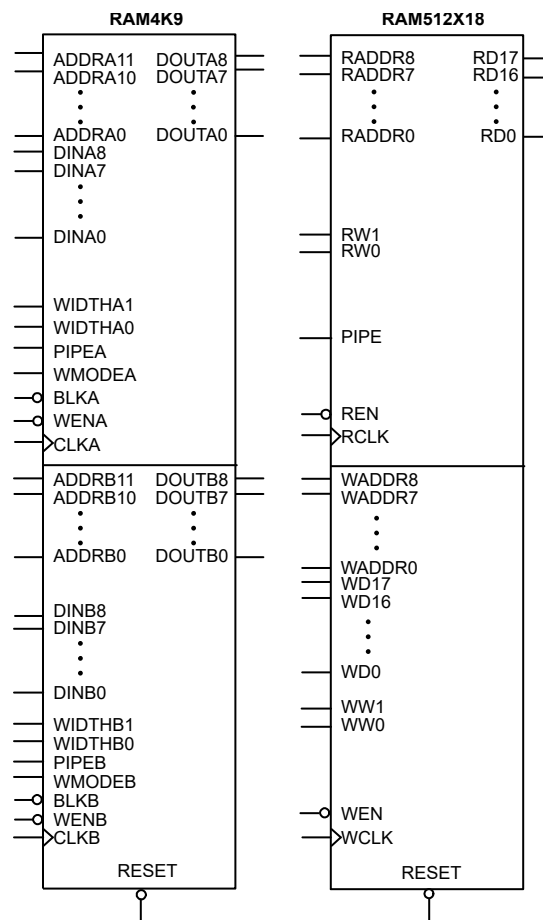 RAM4K9
ADDRA11 DOUTA8
ADDRA10 DOUTA7
ADDRA0 DOUTA0
DINA8
DINA7
DINA0
WIDTHA1
WIDTHA0
PIPEA
WMODEA
BLKA
WENA
CLKA
ADDRB11 DOUTB8
ADDRB10 DOUTB7
ADDRB0 DOUTB0
DINB8
DINB7
DINB0
WIDTHB1
WIDTHB0
PIPEB
WMODEB
BLKB
WENB
CLKB
RESET
RAM512X18
RADDR8 RD17
RADDR7 RD16
RADDR0 RD0
RW1
RW0
PIPE
REN
RCLK
WADDR8
WADDR7
WADDR0
WD17
WD16
WD0
WW1
WW0
WEN
WCLK
RESET